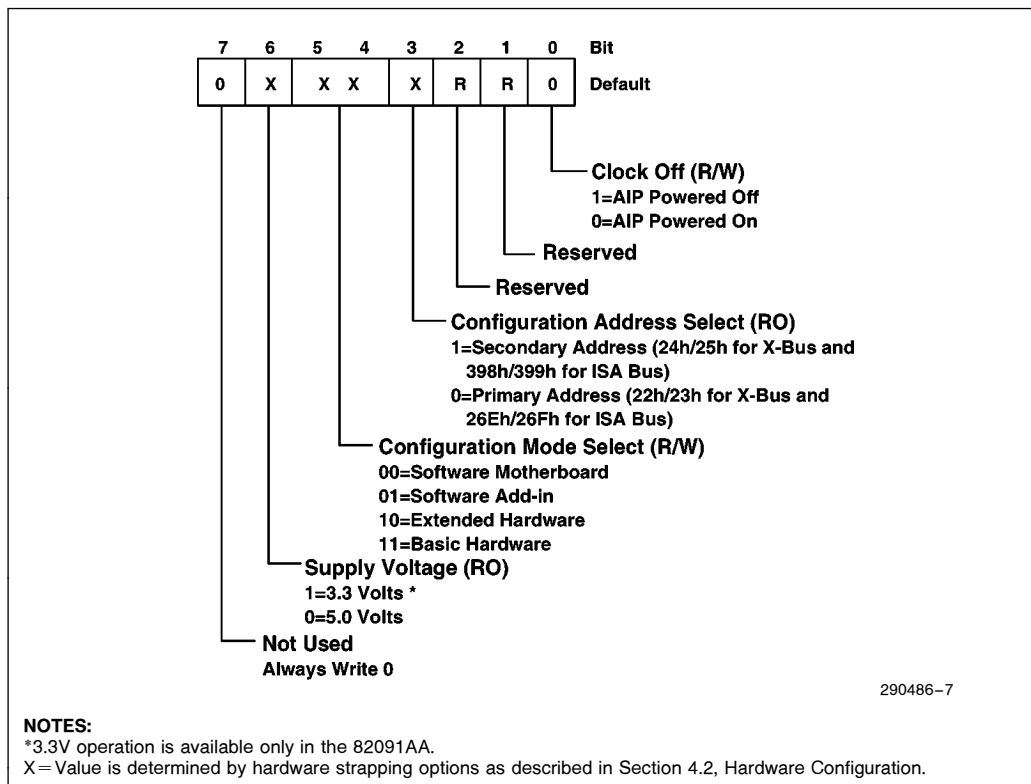 7 6 5 4 3 2 1 0 Bit
0 X X X X R R 0 Default
Clock Off (R/W)
1=AIP Powered Off
0=AIP Powered On
Reserved
Reserved
Configuration Address Select (RO)
1=Secondary Address (24h/25h for X-Bus and
398h/399h for ISA Bus)
0=Primary Address (22h/23h for X-Bus and
26Eh/26Fh for ISA Bus)
Configuration Mode Select (R/W)
00=Software Motherboard
01=Software Add-in
10=Extended Hardware
11=Basic Hardware
Supply Voltage (RO)
1=3.3 Volts *
0=5.0 Volts
Not Used
Always Write 0
290486–7
NOTES:
*3.3V operation is available only in the 82091AA.
X=Value is determined by hardware strapping options as described in Section 4.2, Hardware Configuration.